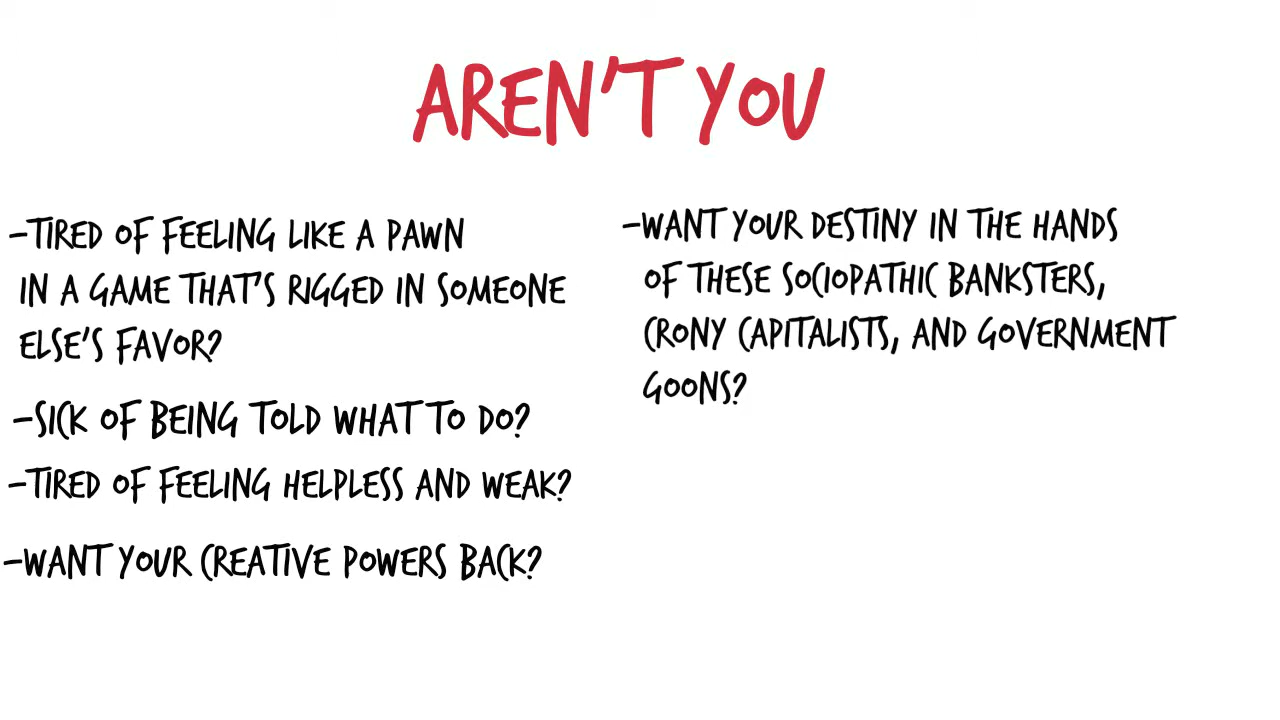 AREN'T YOU
-TIRED OF FEELING LIKE A PAWN
IN A GAME THAT'S RIGGED IN SOMEONE
ELSE'S FAVOR?
-SICK OF BEING TOLD WHAT TO DO?
-TIRED OF FEELING HELPLESS AND WEAK?
-WANT YOUR CREATIVE POWERS BACK?
-WANT YOUR DESTINY IN THE HANDS
OF THESE SOCIOPATHIC BANKSTERS,
CRONY CAPITALISTS, AND GOVERNMENT
GOONS?